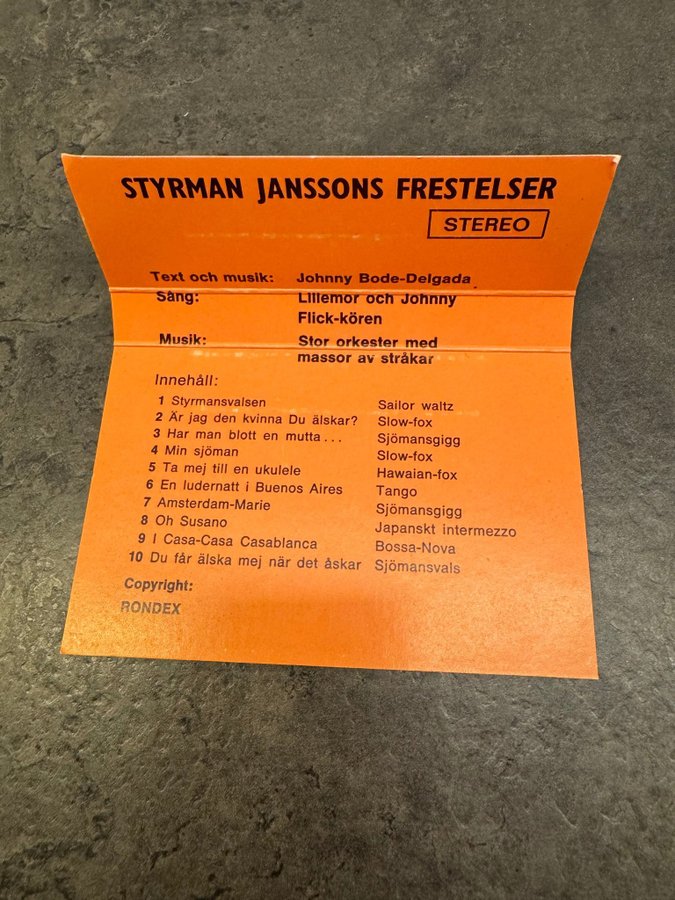 STYRMAN JANSSONS FRESTELSER
STEREO
Text och musik: Johnny Bode-Delgada
Sång: Lillemor och Johnny
Flick-kören
Musik: Stor orkester med
massor av stråkar
Innehåll:
1 Styrmansvalsen Sailor waltz
2 Är jag den kvinna Du älskar? Slow-fox
3 Har man blott en mutta... Sjömansgigg
4 Min sjöman Slow-fox
5 Ta mej till en ukulele Hawaian-fox
6 En ludernatt i Buenos Aires Tango
7 Amsterdam-Marie Sjömansgigg
8 Oh Susano Japanskt intermezzo
9 I Casa-Casa Casablanca Bossa-Nova
10 Du får älska mej när det åskar Sjömansvals
Copyright:
RONDEX